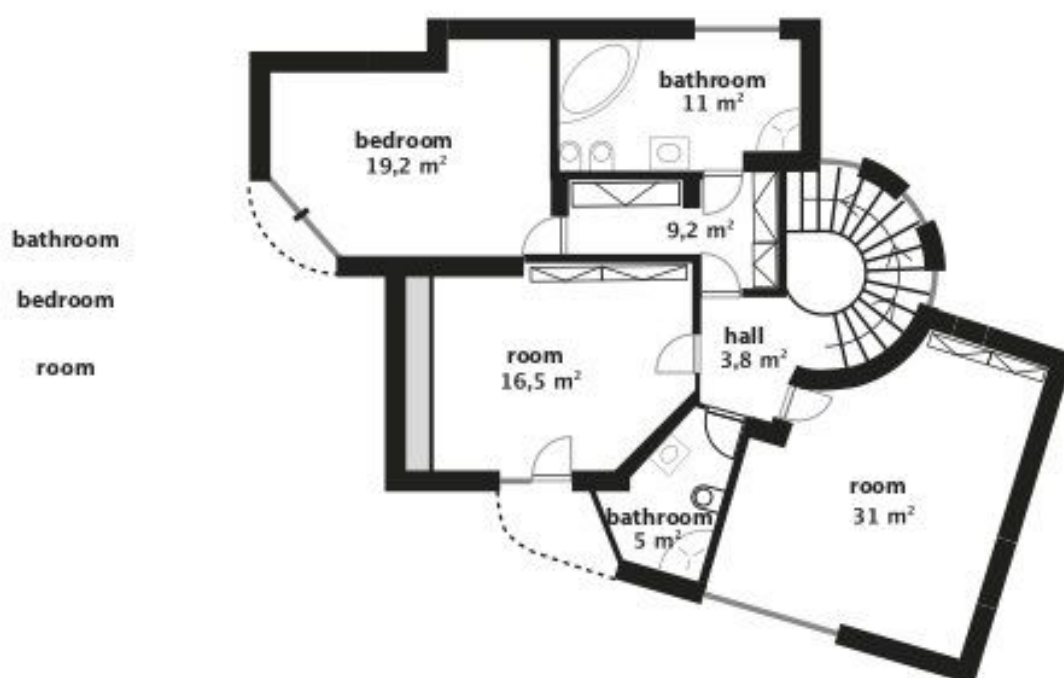 bathroom
11 m²
bedroom
19,2 m²
9,2 m²
bathroom
bedroom
room
hall
3,8 m²
room
16,5 m²
room
31 m²
bathroom
5 m²